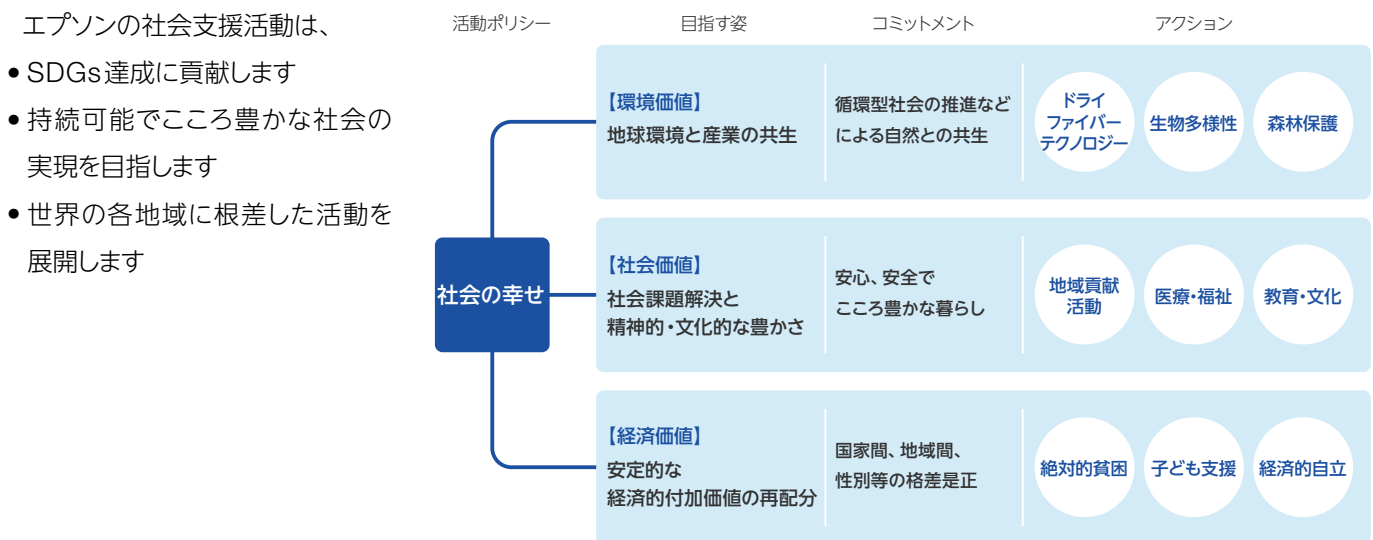 エプソンの社会支援活動は、
• SDGs達成に貢献します
• 持続可能でこころ豊かな社会の
実現を目指します
• 世界の各地域に根差した活動を
展開します
活動ポリシー
目指す姿
コミットメント
アクション
社会の幸せ
【環境価値】
地球環境と産業の共生
循環型社会の推進など
による自然との共生
ドライ
ファイバー
テクノロジー
生物多様性
森林保護
【社会価値】
社会課題解決と
精神的・文化的な豊かさ
安心、安全で
こころ豊かな暮らし
地域貢献
活動
医療・福祉
教育・文化
【経済価値】
安定的な
経済的付加価値の再配分
国家間、地域間、
性別等の格差是正
絶対的貧困
子ども支援
経済的自立